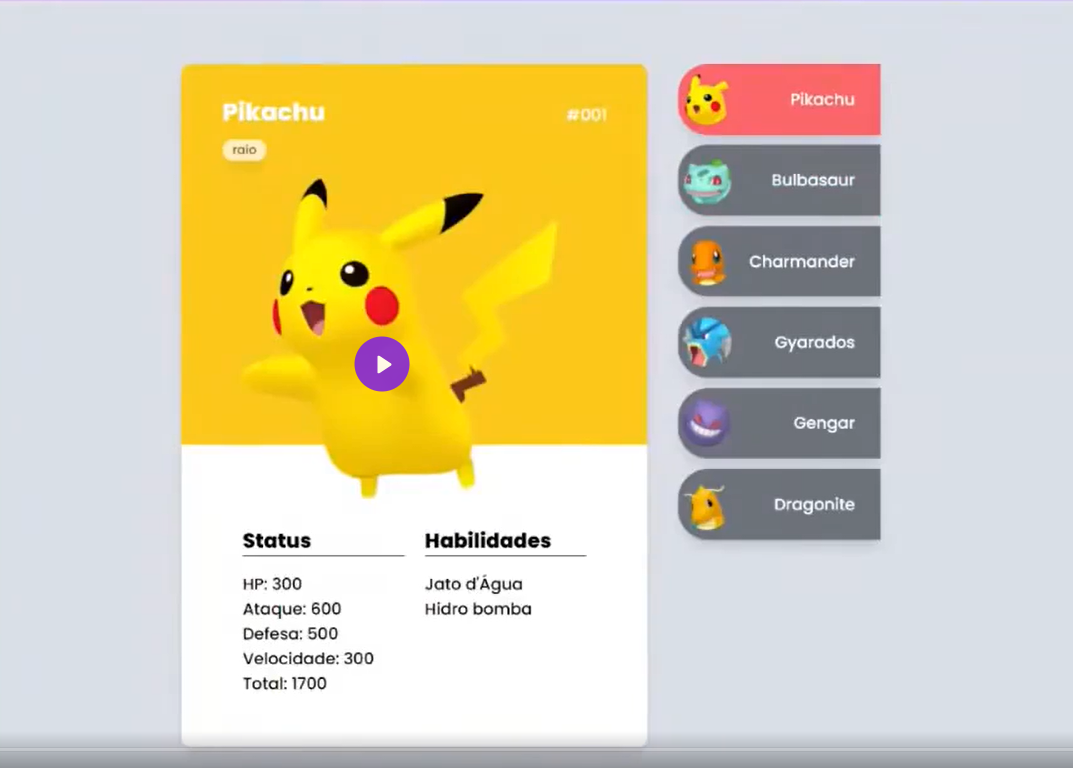 Pikachu
#001
raio
Status
HP: 300
Ataque: 600
Defesa: 500
Velocidade: 300
Total: 1700
Habilidades
Jato d'Água
Hidro bomba
Pikachu
Bulbasaur
Charmander
Gyarados
Gengar
Dragonite